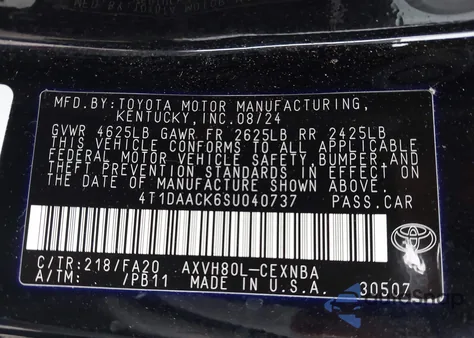 MFD.BY:TOYOTA MOTOR MANUFACTURING,
KENTUCKY,INC.08/24
GVWR 4625LB GAWR FR 2625LB RR 2425LB
THIS VEHICLE CONFORMS TO ALL APPLICABLE
FEDERAL MOTOR VEHICLE SAFETY,BUMPER,AND
THEFT PREVENTION STANDARDS IN EFFECT ON
THE DATE OF MANUFACTURE SHOWN ABOVE.
4T1DAACK6SU040737 PASS.CAR
C/TR:218/FA20 AXVH80L-CEXNBA
A/TM: /PB11 MADE IN U.S.A. 30507
AutoSnap